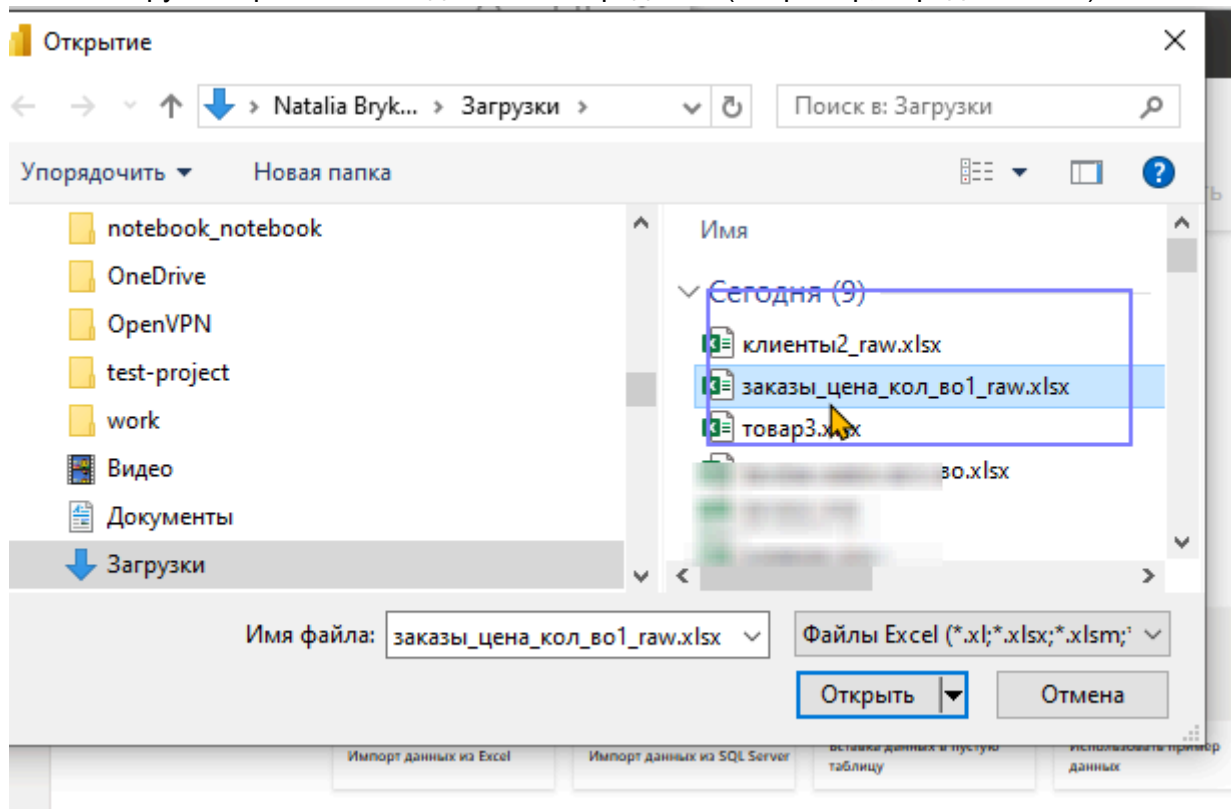 Открытие
Natalia Bryk... > Загрузки >
Поиск в: Загрузки
Упорядочить
Новая папка
notebook_notebook
OneDrive
OpenVPN
test-project
work
Видео
Документы
Загрузки
Имя
Сегодня (9)
клиенты2_raw.xlsx
заказы_цена_кол_во1_raw.xlsx
товар3.xlsx
во.xlsx
Имя файла: заказы_цена_кол_во1_raw.xlsx
Файлы Excel (*.xl;*.xlsx;*.xlsm;*
Открыть
Отмена
Импорт данных из Excel
Импорт данных из SQL Server
Вставка данных в пустую
таблицу
Использовать пример
данных